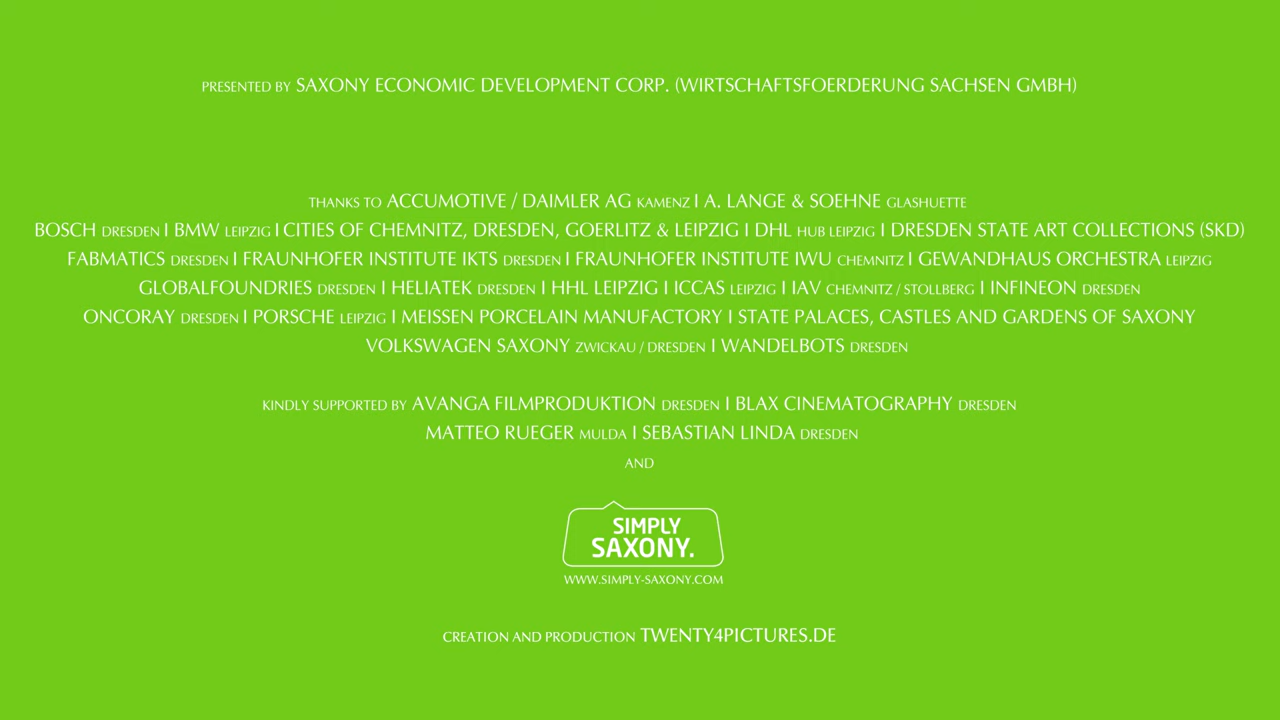 PRESENTED BY SAXONY ECONOMIC DEVELOPMENT CORP. (WIRTSCHAFTSFOERDERUNG SACHSEN GMBH)
THANKS TO ACCUMOTIVE / DAIMLER AG KAMENZ I A. LANGE & SOEHNE GLASHUETTE
BOSCH DRESDEN I BMW LEIPZIG I CITIES OF CHEMNITZ, DRESDEN, GOERLITZ & LEIPZIG I DHL HUB LEIPZIG I DRESDEN STATE ART COLLECTIONS (SKD)
FABMATICS DRESDEN I FRAUNHOFER INSTITUTE IKTS DRESDEN I FRAUNHOFER INSTITUTE IWU CHEMNITZ I GEWANDHAUS ORCHESTRA LEIPZIG
GLOBALFOUNDRIES DRESDEN I HELIATEK DRESDEN I HHL LEIPZIG I ICCAS LEIPZIG I IAV CHEMNITZ / STOLLBERG I INFINEON DRESDEN
ONCORAY DRESDEN I PORSCHE LEIPZIG I MEISSEN PORCELAIN MANUFACTORY I STATE PALACES, CASTLES AND GARDENS OF SAXONY
VOLKSWAGEN SAXONY ZWICKAU / DRESDEN I WANDELBOTS DRESDEN
KINDLY SUPPORTED BY AVANGA FILMPRODUKTION DRESDEN I BLAX CINEMATOGRAPHY DRESDEN
MATTEO RUEGER MULDA I SEBASTIAN LINDA DRESDEN
AND
SIMPLY
SAXONY.
WWW.SIMPLY-SAXONY.COM
CREATION AND PRODUCTION TWENTY4PICTURES.DE